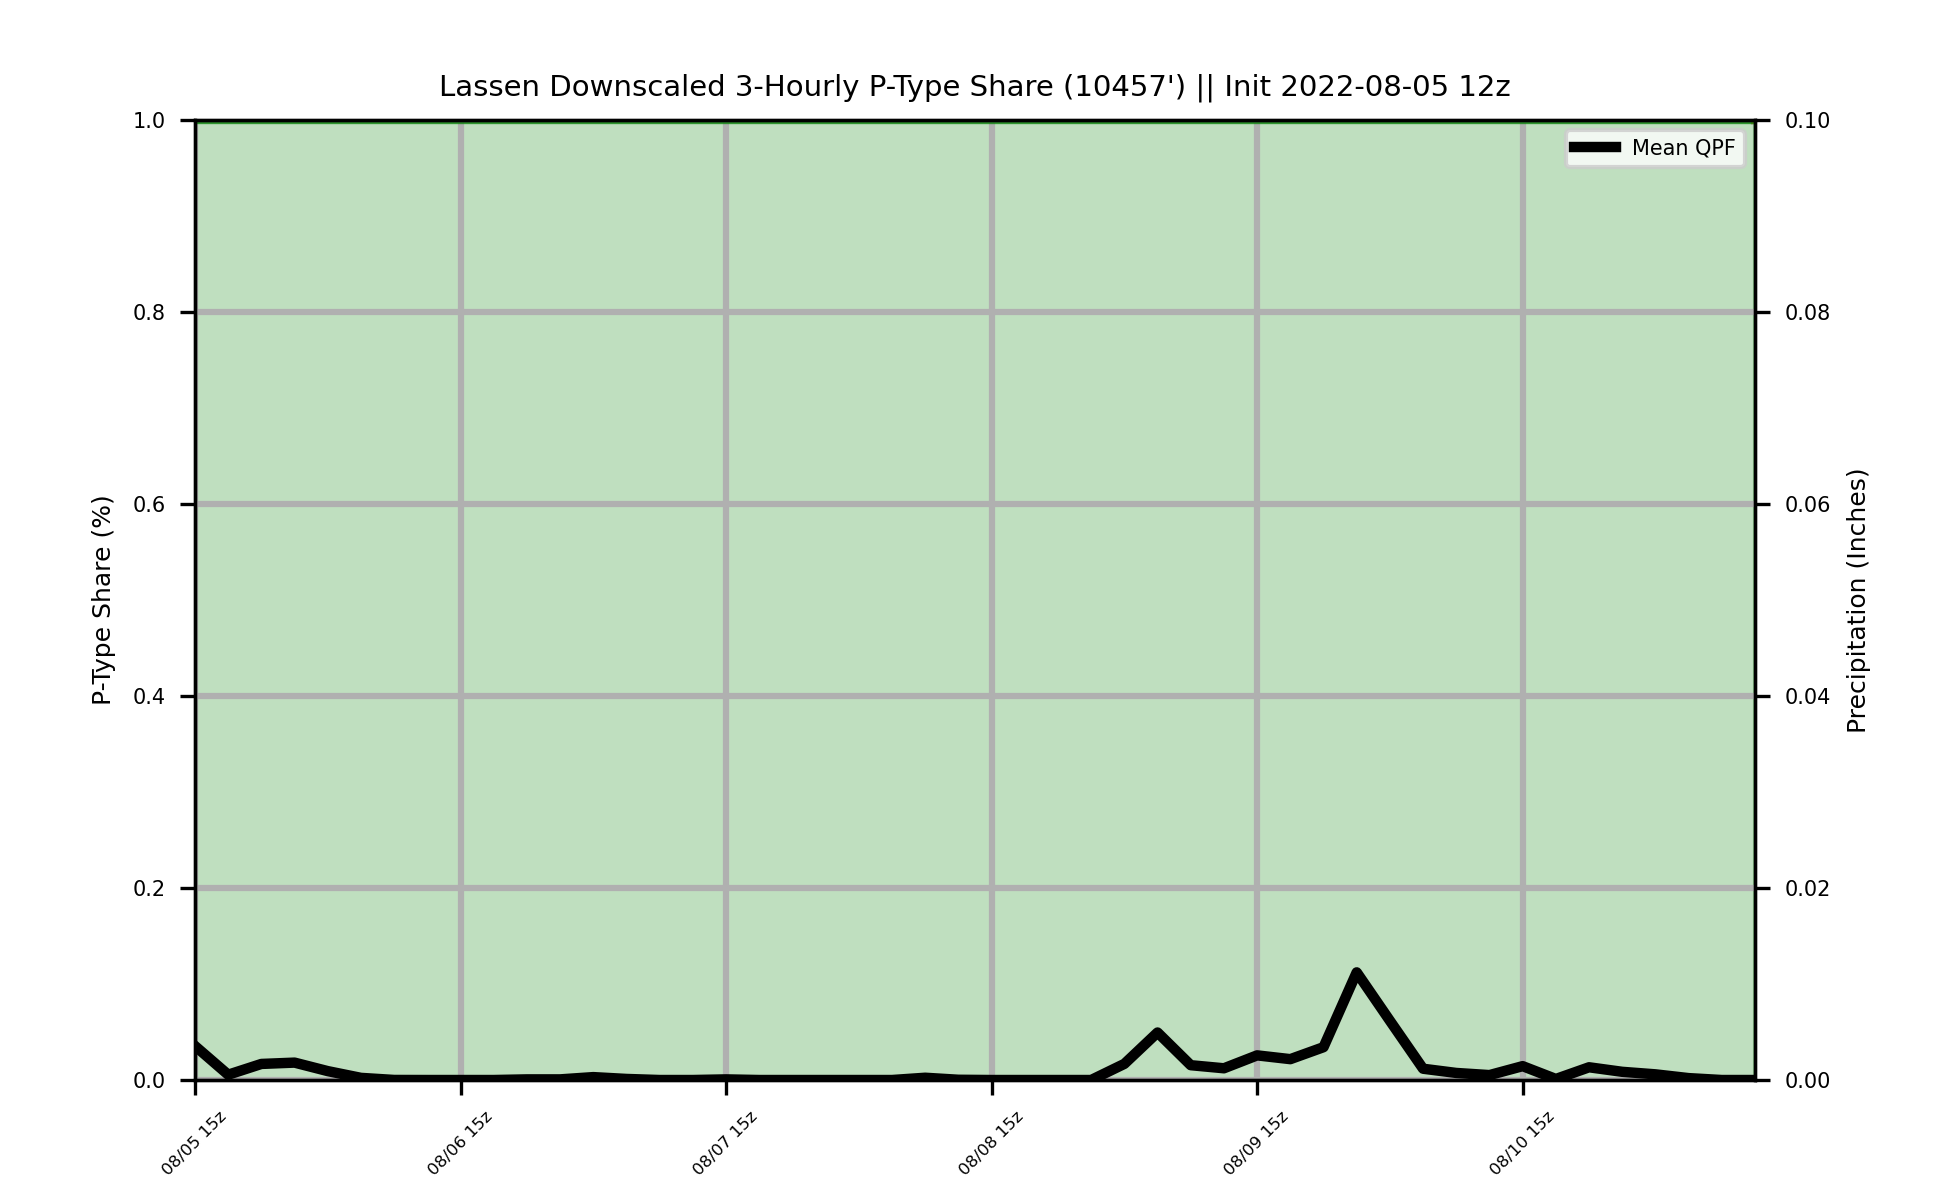 Lassen Downscaled 3-Hourly P-Type Share (10457') || Init 2022-08-05 12z
Mean QPF
P-Type Share (%)
1.0
0.8
0.6
0.4
0.2
0.0
0.10
0.08
0.06
0.04
0.02
0.00
Precipitation (Inches)
08/05 15z
08/06 15z
08/07 15z
08/08 15z
08/09 15z
08/10 15z